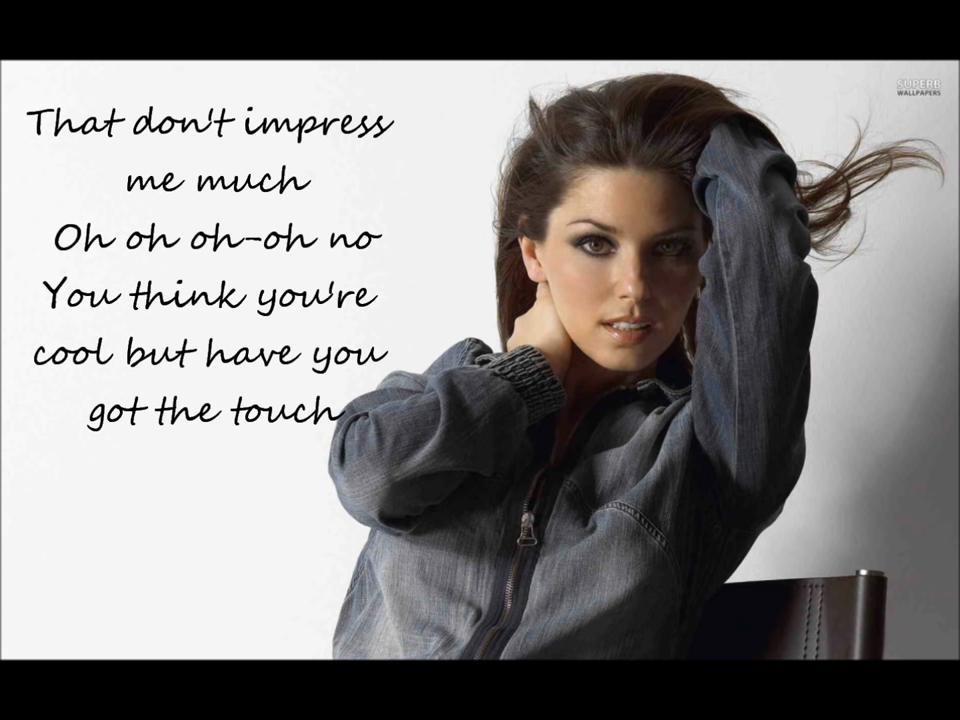 That don't impress
me much
Oh oh oh-oh no
You think you're
cool but have you
got the touch
SUPERB
WALLPAPERS